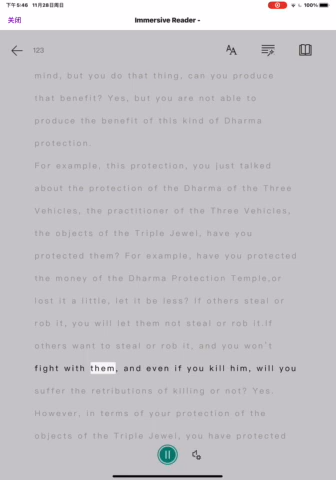 下午5:46 11月28日周日 100%
关闭 Immersive Reader
123 AA
mind, but you do that thing, can you produce
that benefit? Yes, but you are not able to
produce the benefit of this kind of Dharma
protection.
For example, this protection, you just talked
about the protection of the Dharma of the Three
Vehicles, the practitioner of the Three Vehicles,
the objects of the Triple Jewel, have you
protected them? For example, have you protected
the money of the Dharma Protection Temple,or
lost it a little, let it be less? If others steal or
rob it, you will let them not steal or rob it.If
others want to steal or rob it, and you won't
fight with them, and even if you kill him, will you
suffer the retributions of killing or not? Yes.
However, in terms of your protection of the
objects of the Triple Jewel, you have protected